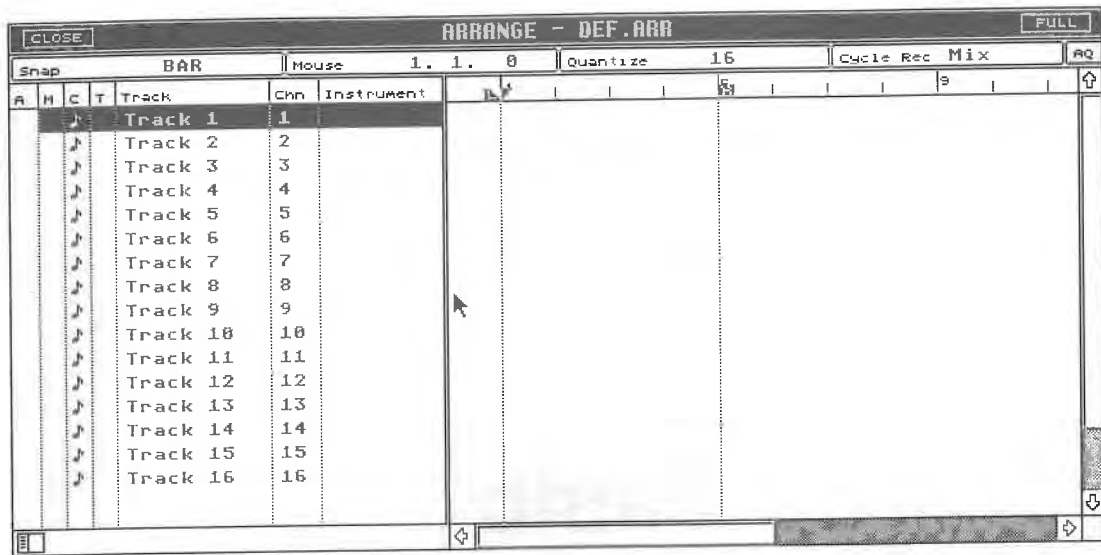 CLOSE ARRANGE - DEF.ARR FULL
Snap BAR Mouse 1. 1. 0 Quantize 16 Cycle Rec Mix AQ
A M C T Track Chn Instrument 5 9
Track 1 1
Track 2 2
Track 3 3
Track 4 4
Track 5 5
Track 6 6
Track 7 7
Track 8 8
Track 9 9
Track 10 10
Track 11 11
Track 12 12
Track 13 13
Track 14 14
Track 15 15
Track 16 16